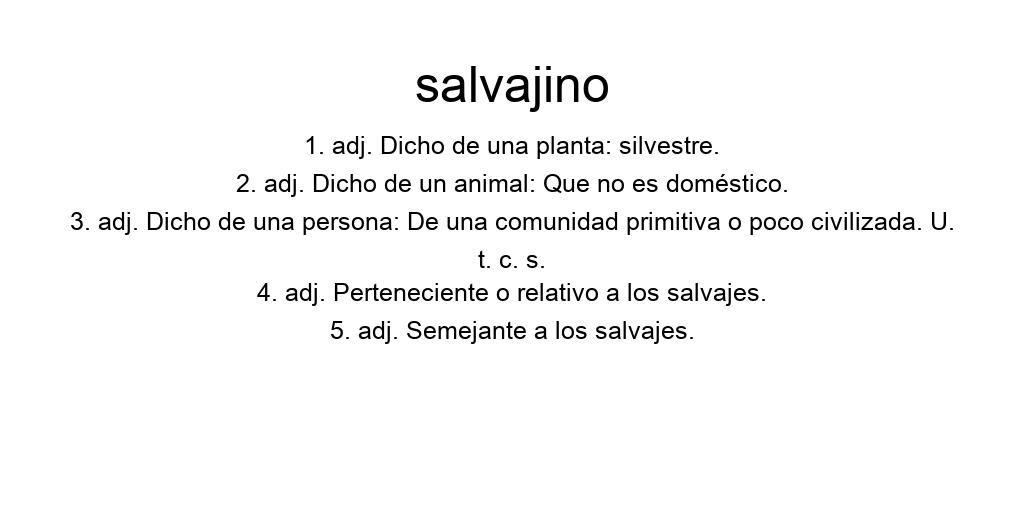 salvajino
1. adj. Dicho de una planta: silvestre.
2. adj. Dicho de un animal: Que no es doméstico.
3. adj. Dicho de una persona: De una comunidad primitiva o poco civilizada. U.
t. c. s.
4. adj. Perteneciente o relativo a los salvajes.
5. adj. Semejante a los salvajes.